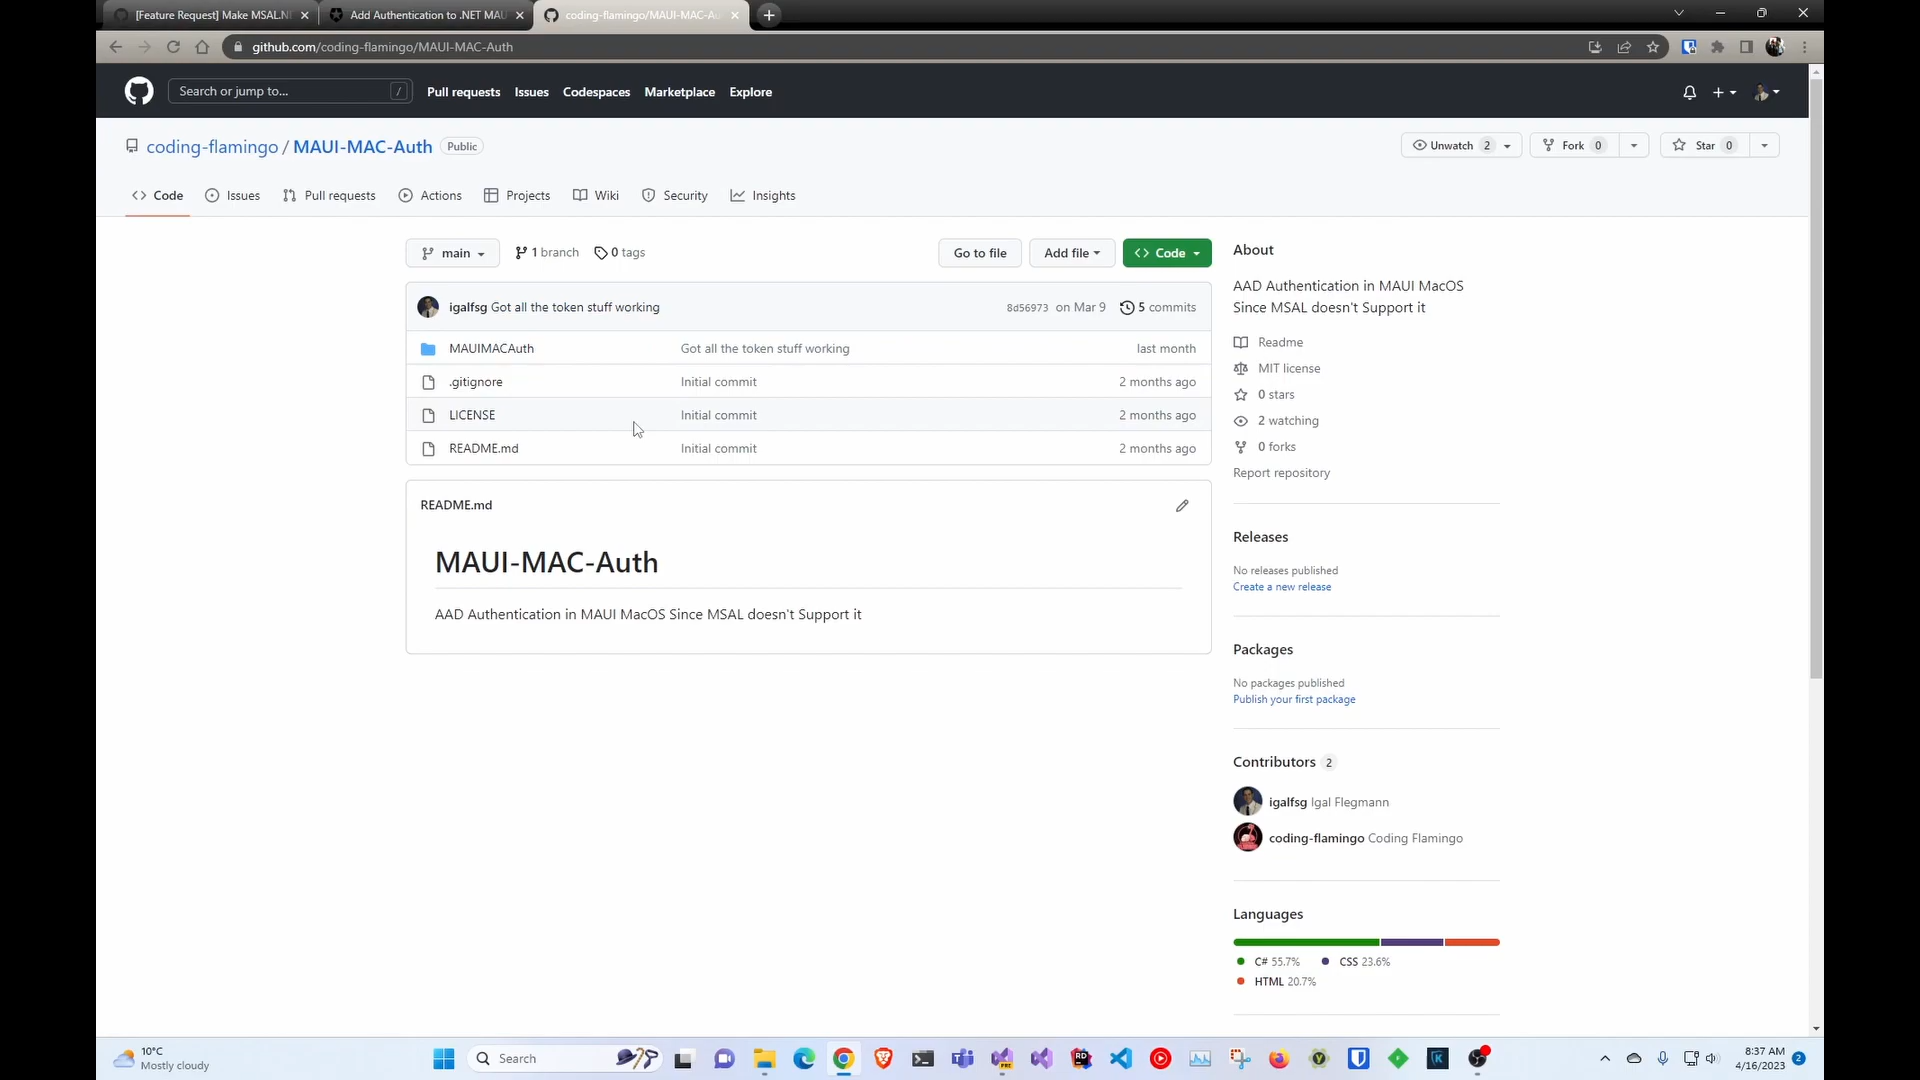 [Feature Request] Make MSAL.N
Add Authentication to .NET MAU
coding-flamingo/MAUI-MAC-Au
github.com/coding-flamingo/MAUI-MAC-Auth
Search or jump to...
/
Pull requests
Issues
Codespaces
Marketplace
Explore
coding-flamingo / MAUI-MAC-Auth
Public
Unwatch 2
Fork 0
Star 0
Code
Issues
Pull requests
Actions
Projects
Wiki
Security
Insights
main
1 branch
0 tags
Go to file
Add file
Code
igalfsg Got all the token stuff working
8d56973 on Mar 9
5 commits
MAUIMACAuth
Got all the token stuff working
last month
.gitignore
Initial commit
2 months ago
LICENSE
Initial commit
2 months ago
README.md
Initial commit
2 months ago
README.md
MAUI-MAC-Auth
AAD Authentication in MAUI MacOS Since MSAL doesn't Support it
About
AAD Authentication in MAUI MacOS
Since MSAL doesn't Support it
Readme
MIT license
0 stars
2 watching
0 forks
Report repository
Releases
No releases published
Create a new release
Packages
No packages published
Publish your first package
Contributors 2
igalfsg Igal Flegmann
coding-flamingo Coding Flamingo
Languages
C# 55.7%
CSS 23.6%
HTML 20.7%
10°C
Mostly cloudy
Search
PRE
RD
8:37 AM
4/16/2023
2